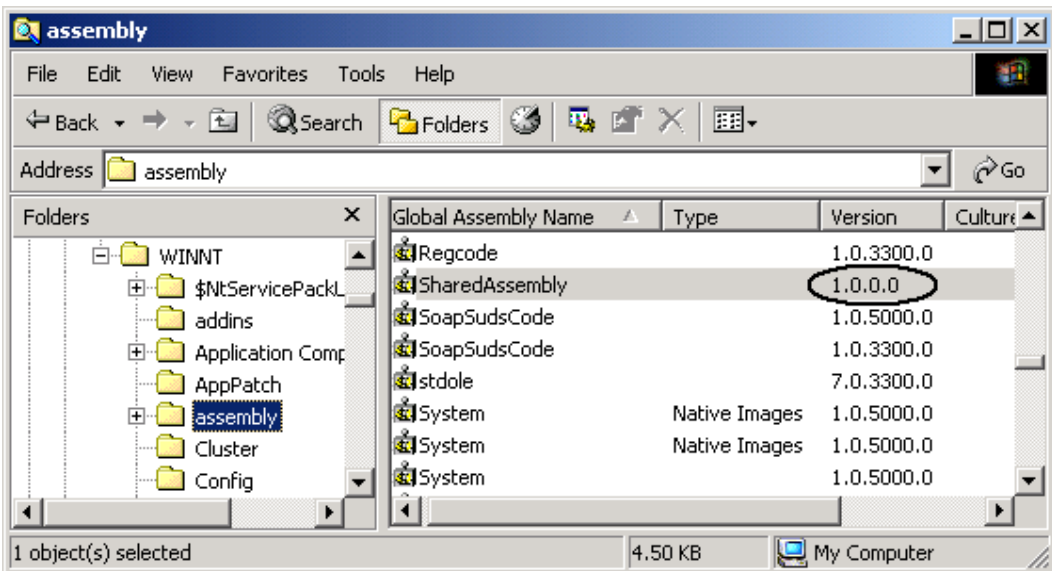 assembly
File Edit View Favorites Tools Help
Back Search Folders
Address assembly Go
Folders
WINNT
$NtServicePackL
addins
Application Comp
AppPatch
assembly
Cluster
Config
Global Assembly Name Type Version Culture
Regcode 1.0.3300.0
SharedAssembly 1.0.0.0
SoapSudsCode 1.0.5000.0
SoapSudsCode 1.0.3300.0
stdole 7.0.3300.0
System Native Images 1.0.5000.0
System Native Images 1.0.5000.0
System 1.0.5000.0
1 object(s) selected 4.50 KB My Computer